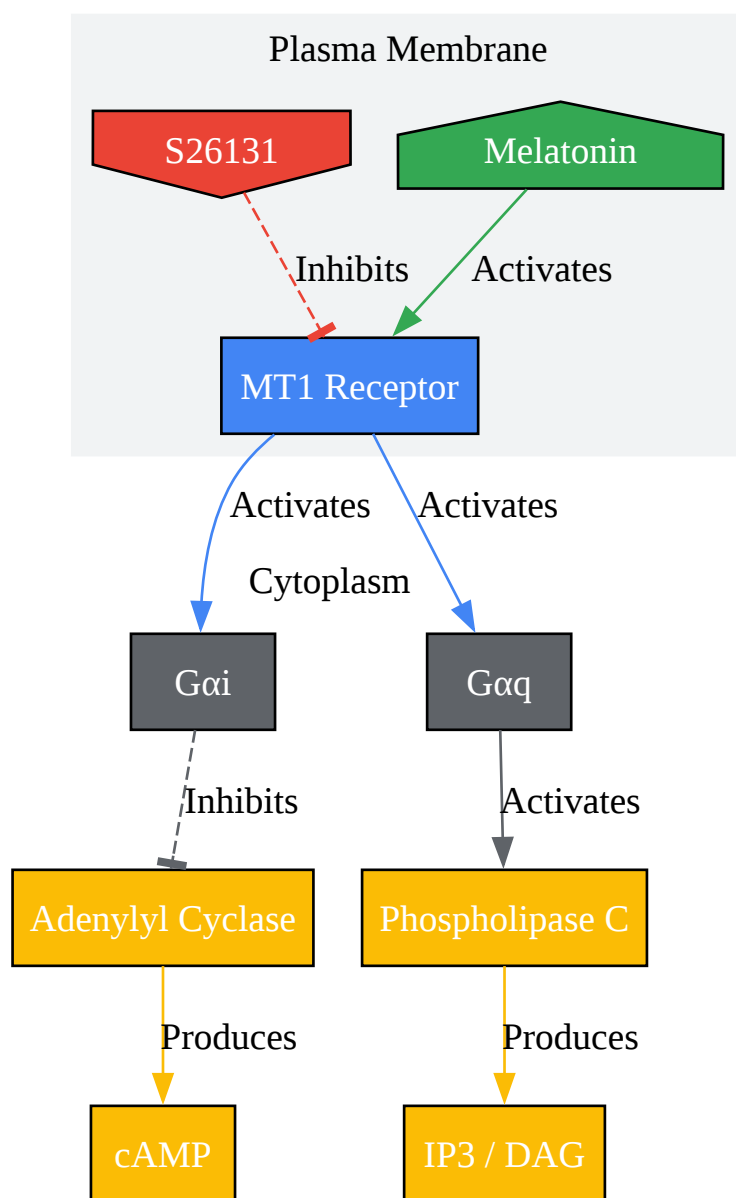 Plasma Membrane
S26131
Melatonin
Inhibits
Activates
MT1 Receptor
Activates
Activates
Cytoplasm
Gαi
Gαq
Inhibits
Activates
Adenylyl Cyclase
Phospholipase C
Produces
Produces
cAMP
IP3 / DAG